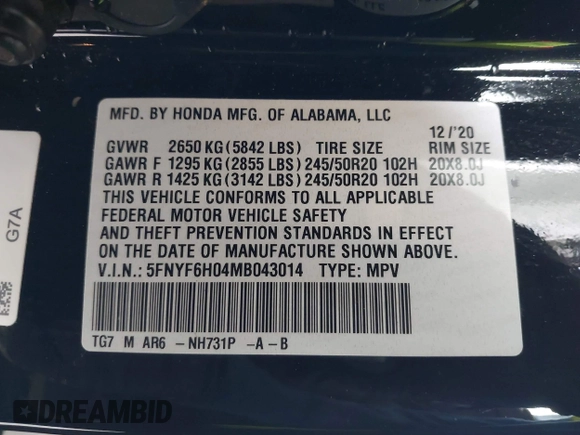 MFD. BY HONDA MFG. OF ALABAMA, LLC
12 /'20
GVWR 2650 KG (5842 LBS) TIRE SIZE RIM SIZE
GAWR F 1295 KG (2855 LBS) 245/50R20 102H 20X8.0J
GAWR R 1425 KG (3142 LBS) 245/50R20 102H 20X8.0J
THIS VEHICLE CONFORMS TO ALL APPLICABLE
FEDERAL MOTOR VEHICLE SAFETY
AND THEFT PREVENTION STANDARDS IN EFFECT
ON THE DATE OF MANUFACTURE SHOWN ABOVE.
V.I.N.: 5FNYF6H04MB043014 TYPE: MPV
TG7 M AR6 -NH731P -A-B
G7A
DREAMBID